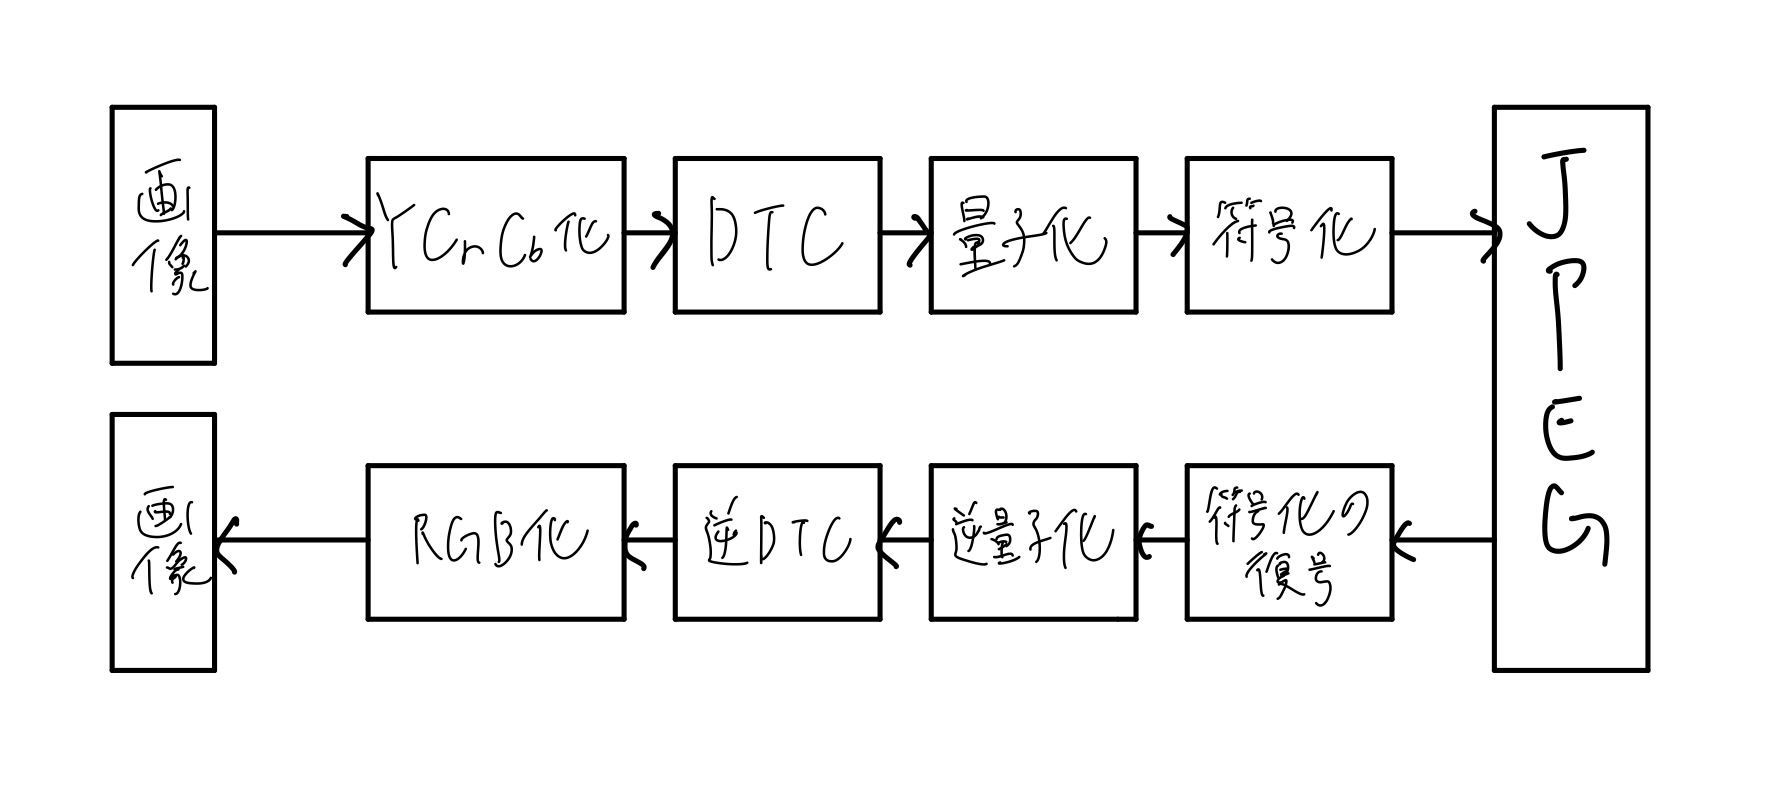 画像
YCrCb化
DTC
量子化
符号化
JPEG
符号化の
復号
逆量子化
逆DTC
RGB化
画像